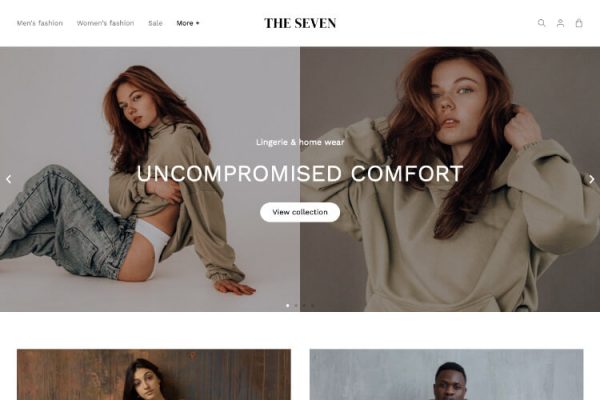 Men's fashion Women's fashion Sale More +
THE SEVEN
Lingerie & home wear
UNCOMPROMISED COMFORT
View collection